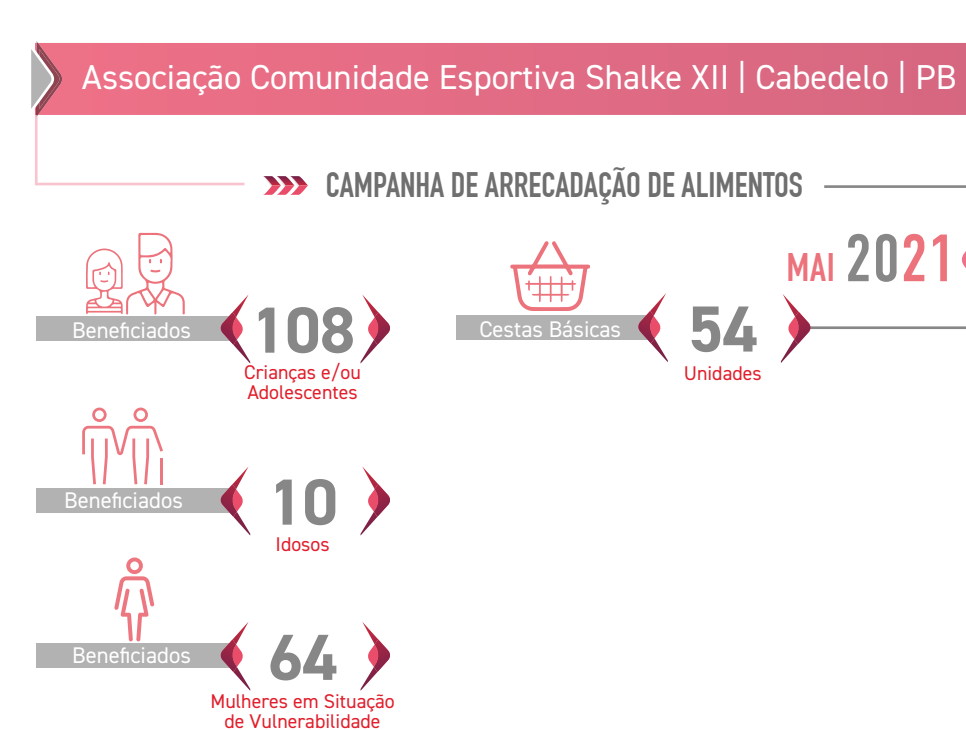 Associação Comunidade Esportiva Shalke XII | Cabedelo | PB
CAMPANHA DE ARRECADAÇÃO DE ALIMENTOS
MAI 2021
Beneficiados
108
Crianças e/ou
Adolescentes
Cestas Básicas
54
Unidades
Beneficiados
10
Idosos
Beneficiados
64
Mulheres em Situação
de Vulnerabilidade